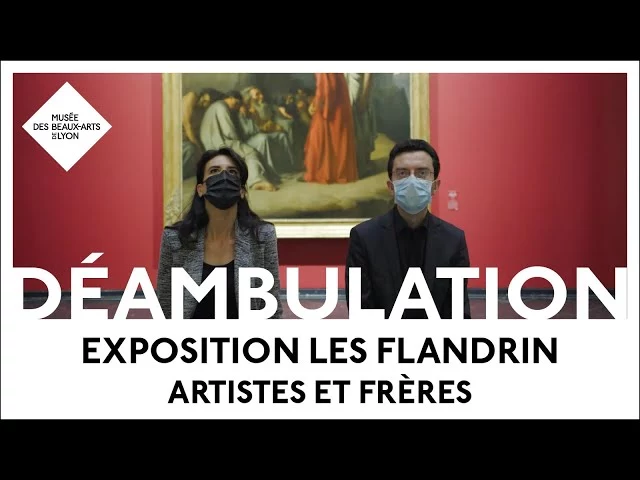 MUSÉE
DES BEAUX-ARTS
DE LYON
DÉAMBULATION
EXPOSITION LES FLANDRIN
ARTISTES ET FRÈRES